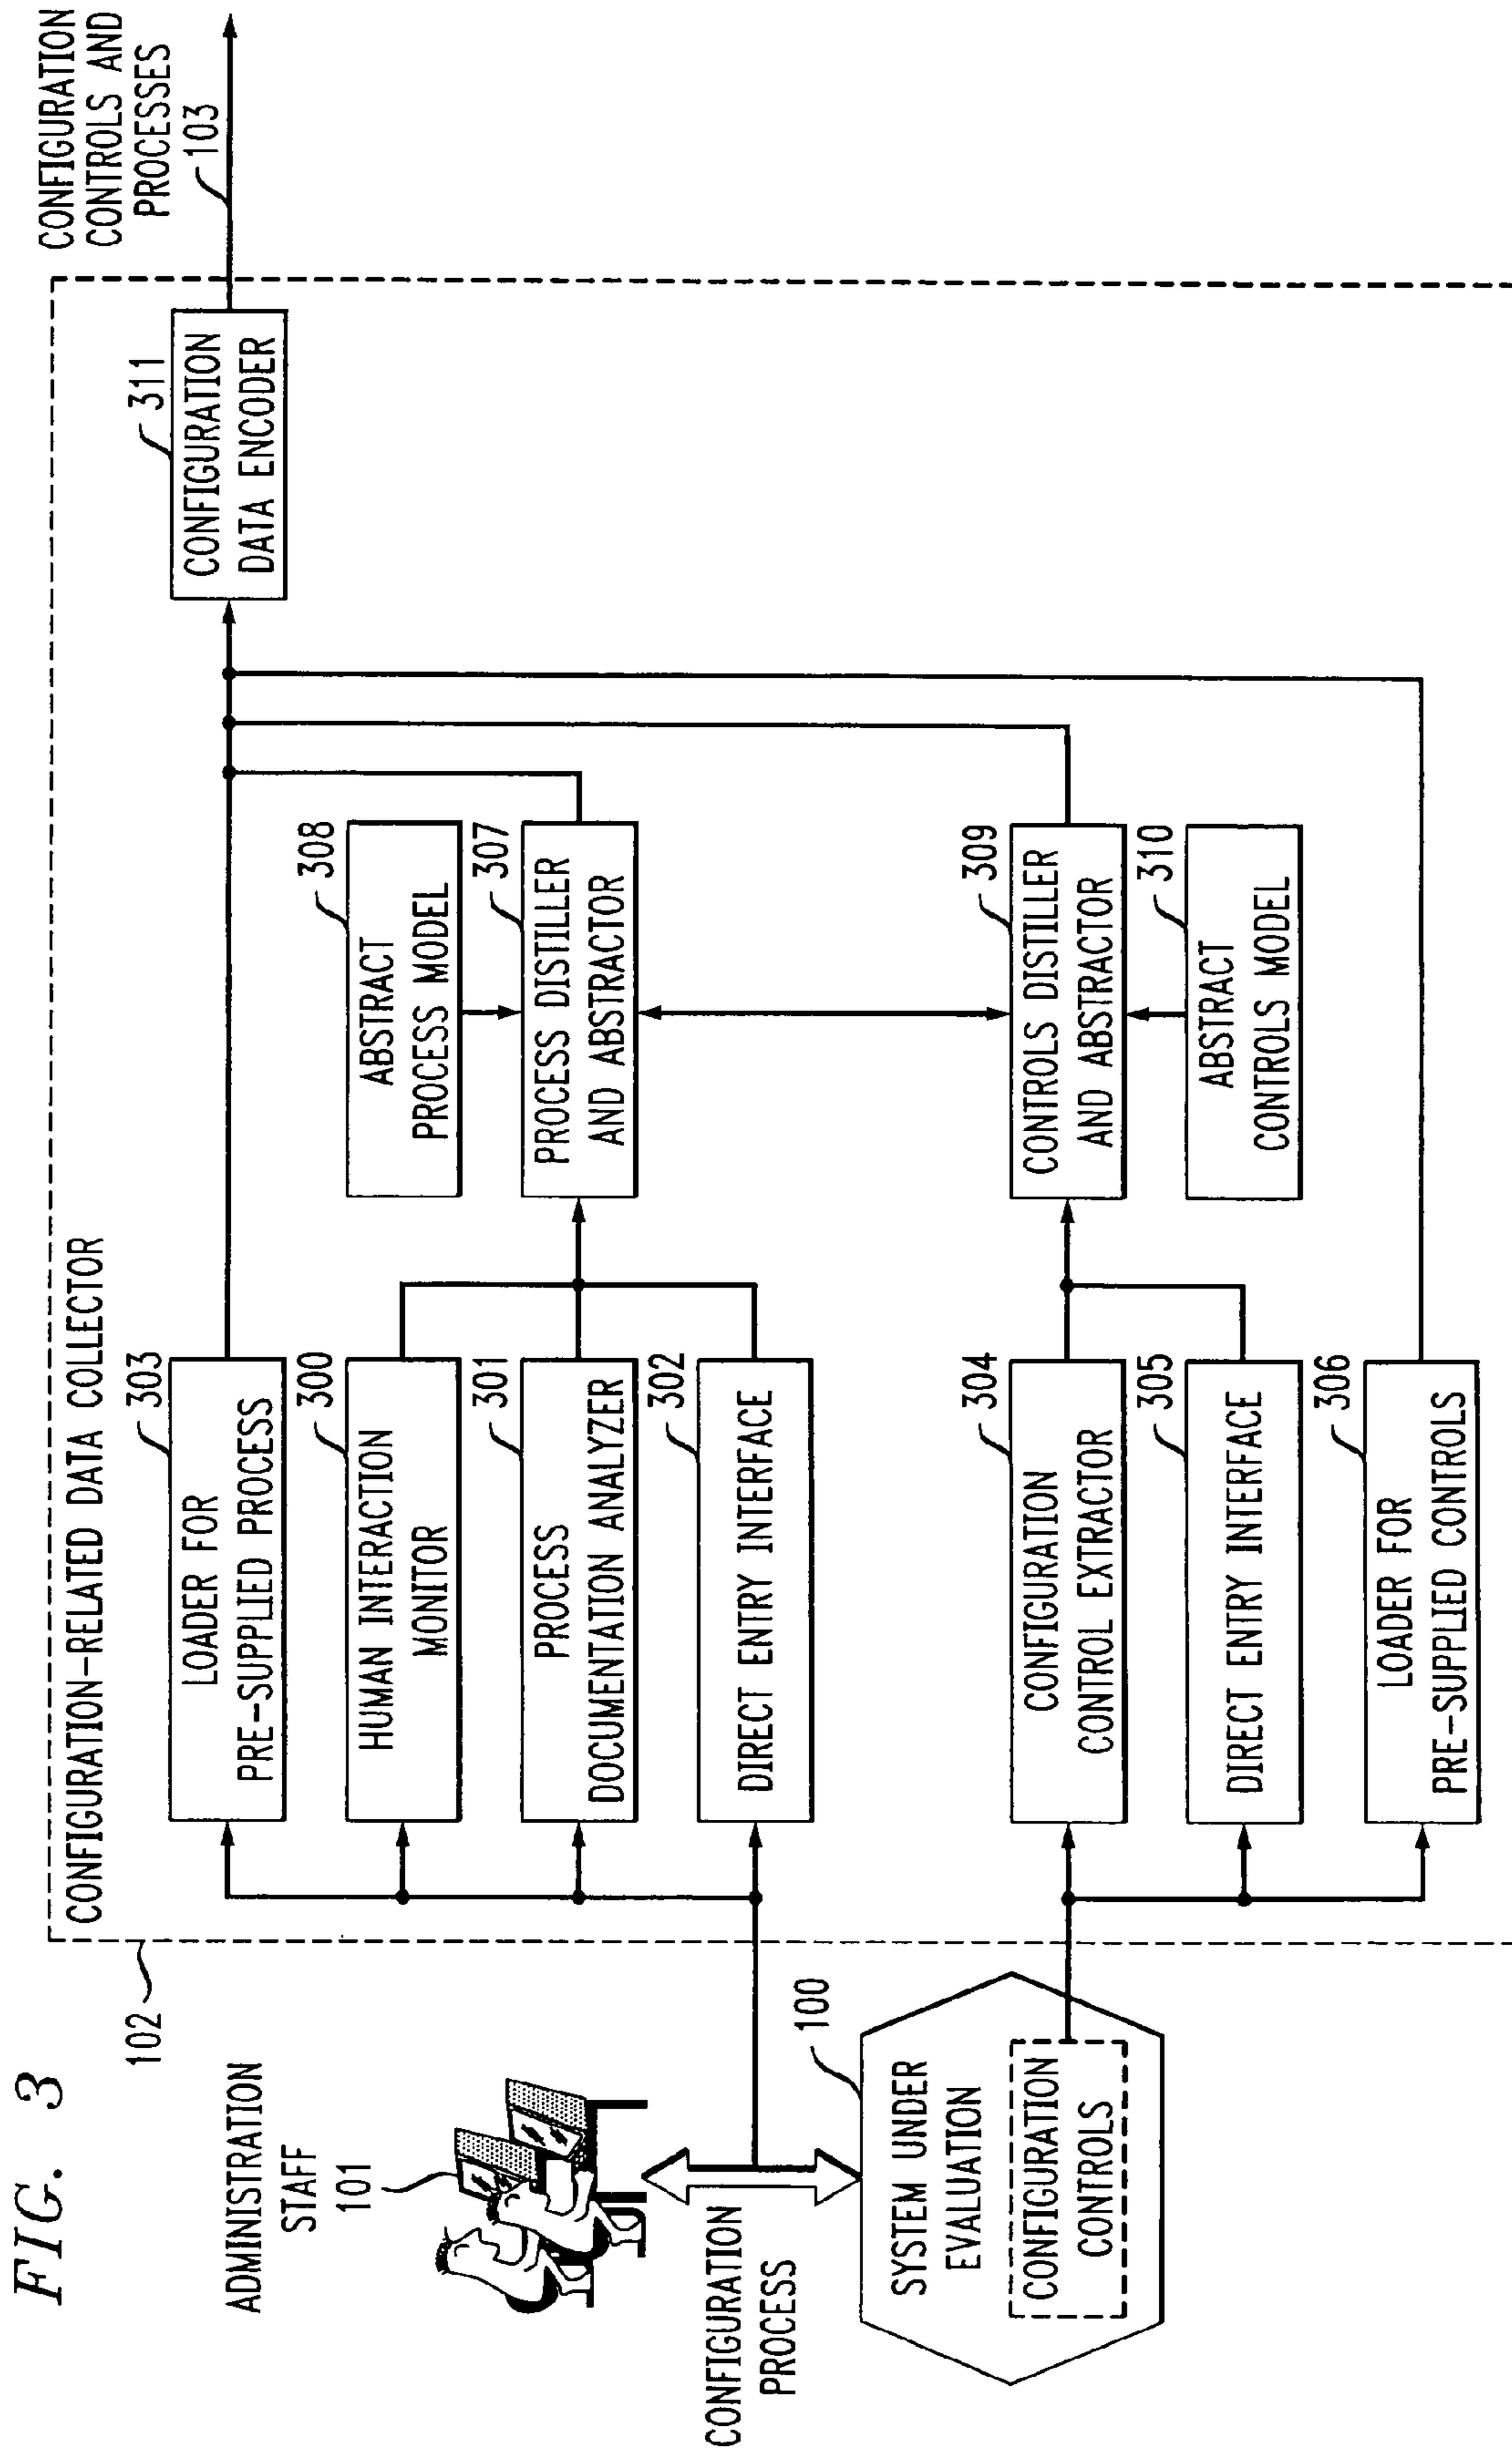 FIG. 3
102
CONFIGURATION-RELATED DATA COLLECTOR
CONFIGURATION
CONTROLS AND
PROCESSES
103
311
CONFIGURATION
DATA ENCODER
303
LOADER FOR
PRE-SUPPLIED PROCESS
300
HUMAN INTERACTION
MONITOR
301
PROCESS
DOCUMENTATION ANALYZER
302
DIRECT ENTRY INTERFACE
308
ABSTRACT
PROCESS MODEL
307
PROCESS DISTILLER
AND ABSTRACTOR
ADMINISTRATION
STAFF
101
CONFIGURATION
PROCESS
100
SYSTEM UNDER
EVALUATION
CONFIGURATION
CONTROLS
304
CONFIGURATION
CONTROL EXTRACTOR
305
DIRECT ENTRY INTERFACE
306
LOADER FOR
PRE-SUPPLIED CONTROLS
309
CONTROLS DISTILLER
AND ABSTRACTOR
310
ABSTRACT
CONTROLS MODEL